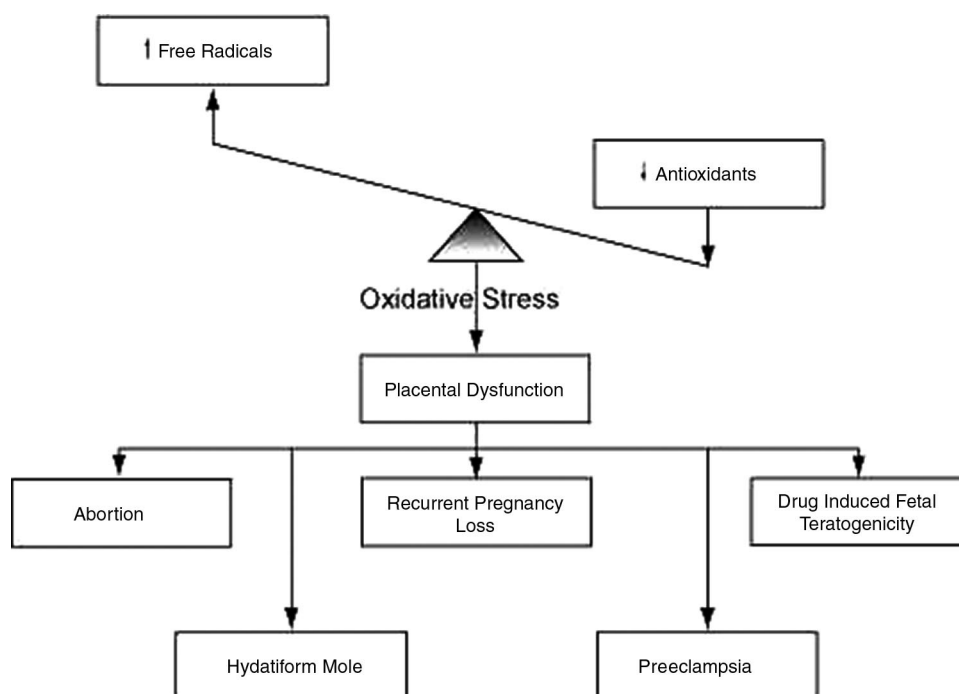 ↑ Free Radicals
↓ Antioxidants
Oxidative Stress
Placental Dysfunction
Abortion
Recurrent Pregnancy
Loss
Drug Induced Fetal
Teratogenicity
Hydatiform Mole
Preeclampsia